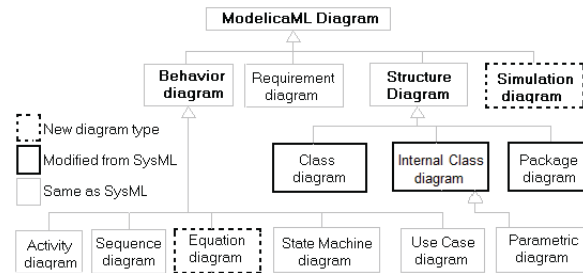 ModelicaML Diagram
Behavior
diagram
Requirement
diagram
Structure
Diagram
Simulation
diagram
New diagram type
Modified from SysML
Same as SysML
Class
diagram
Internal Class
diagram
Package
diagram
Activity
diagram
Sequence
diagram
Equation
diagram
State Machine
diagram
Use Case
diagram
Parametric
diagram